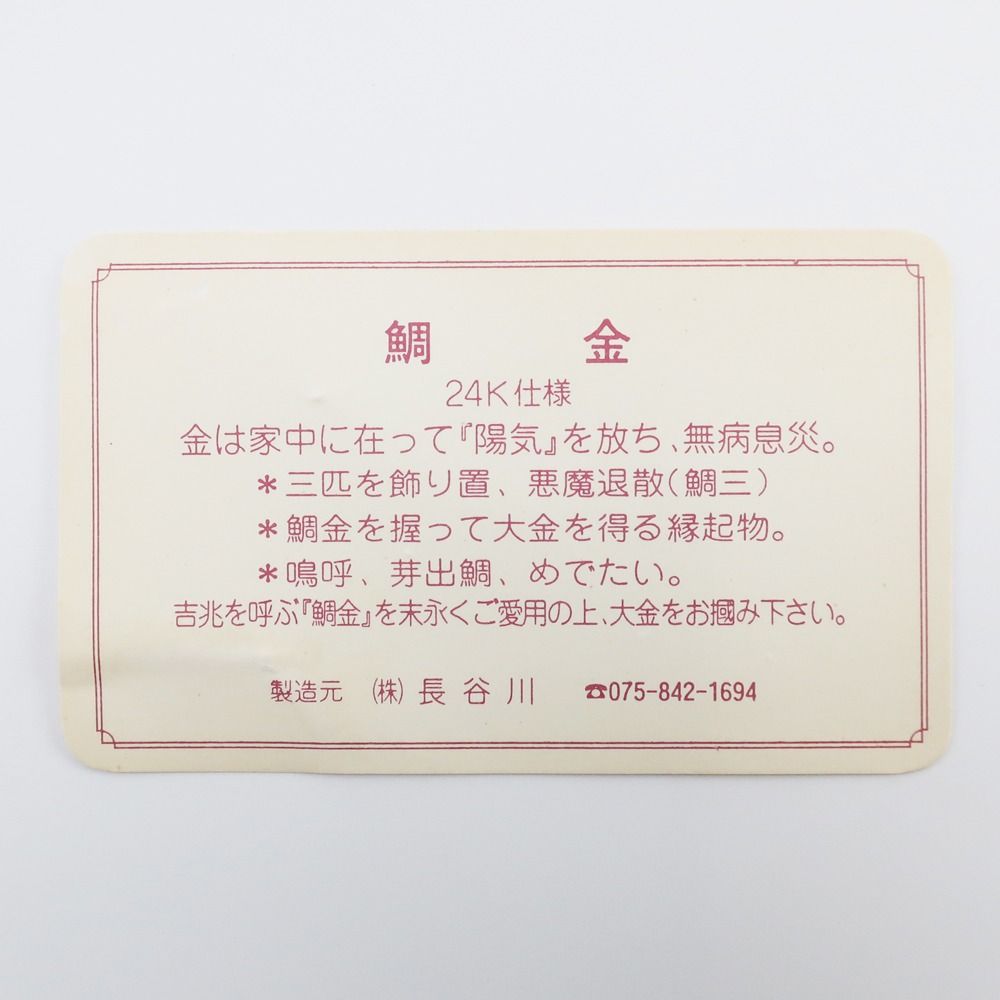 鯛　金
24K仕様
金は家中に在って『陽気』を放ち、無病息災。
＊三匹を飾り置、悪魔退散(鯛三)
＊鯛金を握って大金を得る縁起物。
＊鳴呼、芽出鯛、めでたい。
吉兆を呼ぶ『鯛金』を末永くご愛用の上、大金をお摑み下さい。
製造元　(株)長谷川　☎075-842-1694